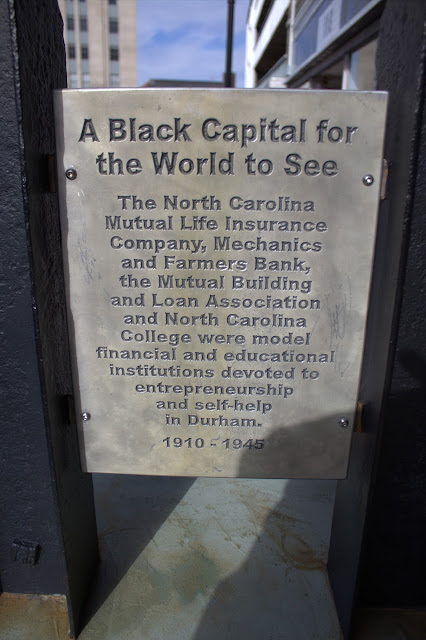 A Black Capital for
the World to See
The North Carolina
Mutual Life Insurance
Company, Mechanics
and Farmers Bank,
the Mutual Building
and Loan Association
and North Carolina
College were model
financial and educational
institutions devoted to
entrepreneurship
and self-help
in Durham.
1910 - 1945